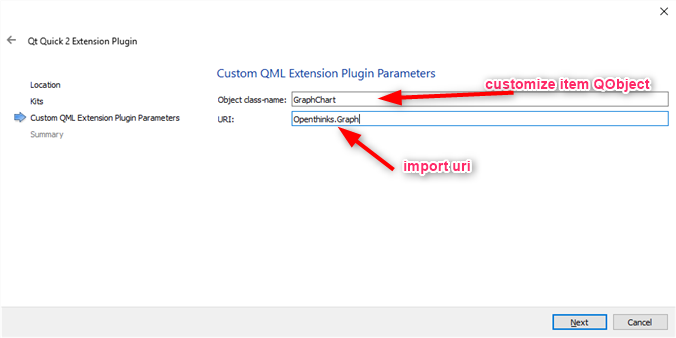 Qt Quick 2 Extension Plugin
Location
Kits
Custom QML Extension Plugin Parameters
Summary
Custom QML Extension Plugin Parameters
customize item QObject
Object class-name: GraphChart
URI: Openthinks.Graph
import uri
Next
Cancel